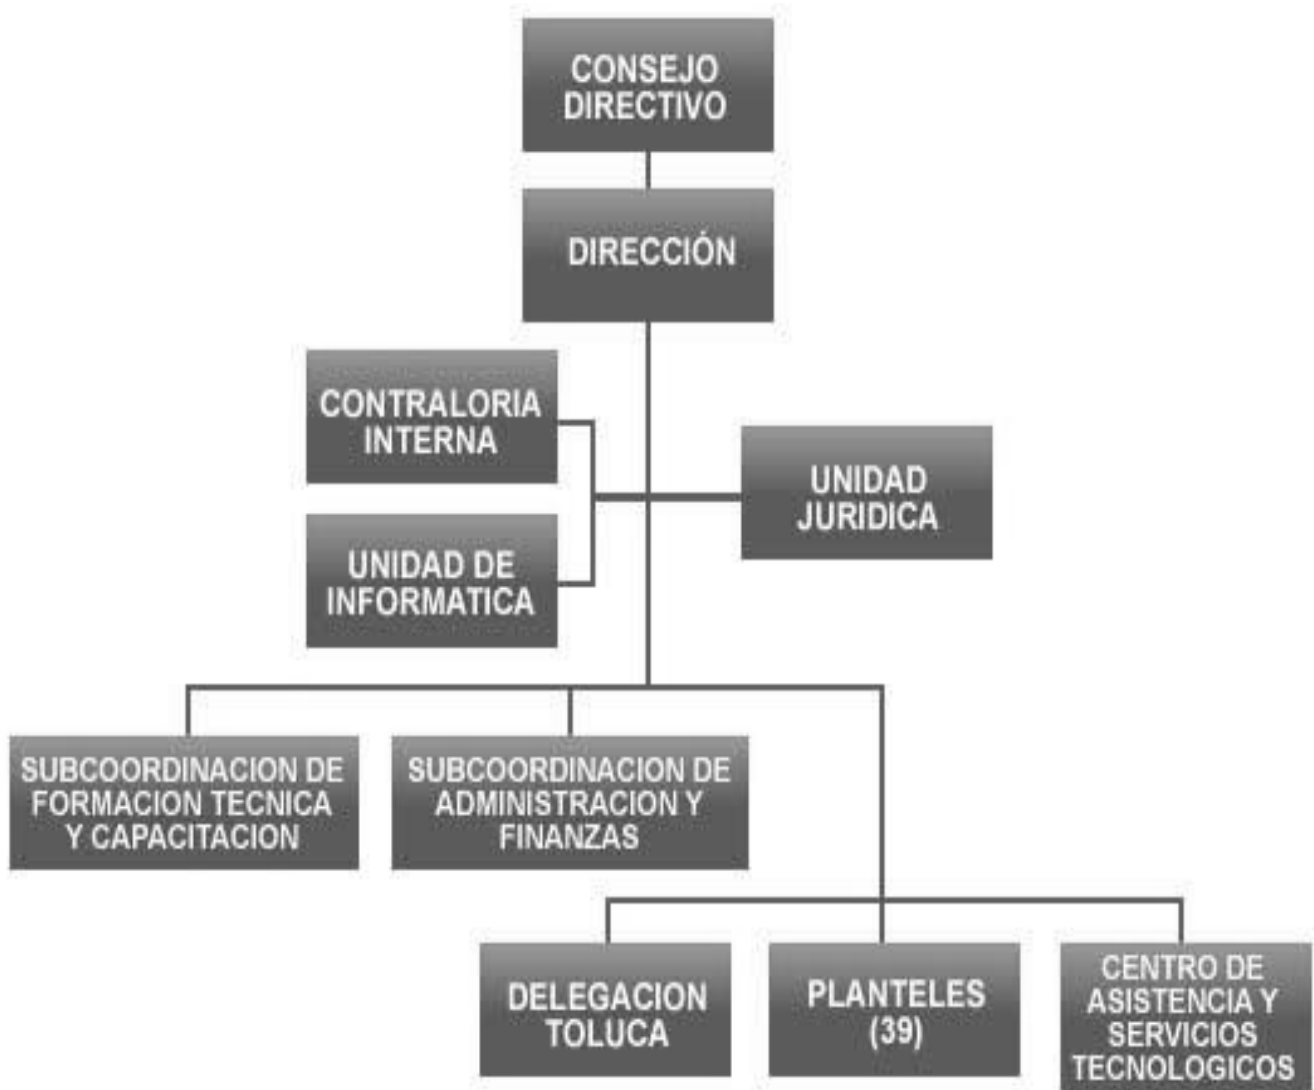 CONSEJO
DIRECTIVO
DIRECCIÓN
CONTRALORIA
INTERNA
UNIDAD
JURIDICA
UNIDAD DE
INFORMATICA
SUBCOORDINACION DE
FORMACION TECNICA
Y CAPACITACION
SUBCOORDINACION DE
ADMINISTRACION Y
FINANZAS
DELEGACION
TOLUCA
PLANTELES
(39)
CENTRO DE
ASISTENCIA Y
SERVICIOS
TECNOLOGICOS